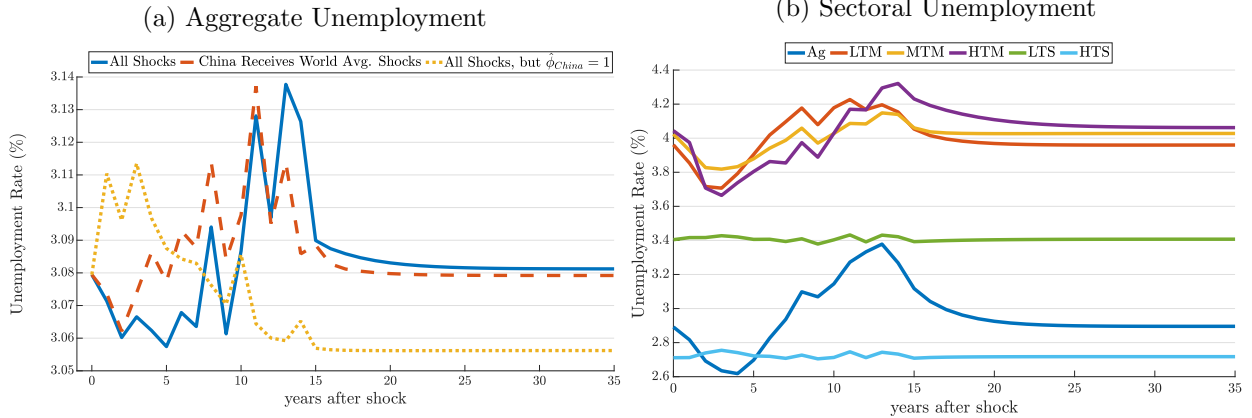 (a) Aggregate Unemployment
All Shocks China Receives World Avg. Shocks All Shocks, but $\hat{\phi}_{China} = 1$
3.14
3.13
3.12
3.11
3.1
3.09
3.08
3.07
3.06
3.05
Unemployment Rate (%)
0 5 10 15 20 25 30 35
years after shock
(b) Sectoral Unemployment
Ag LTM MTM HTM LTS HTS
4.4
4.2
4
3.8
3.6
3.4
3.2
3
2.8
2.6
Unemployment Rate (%)
0 5 10 15 20 25 30 35
years after shock